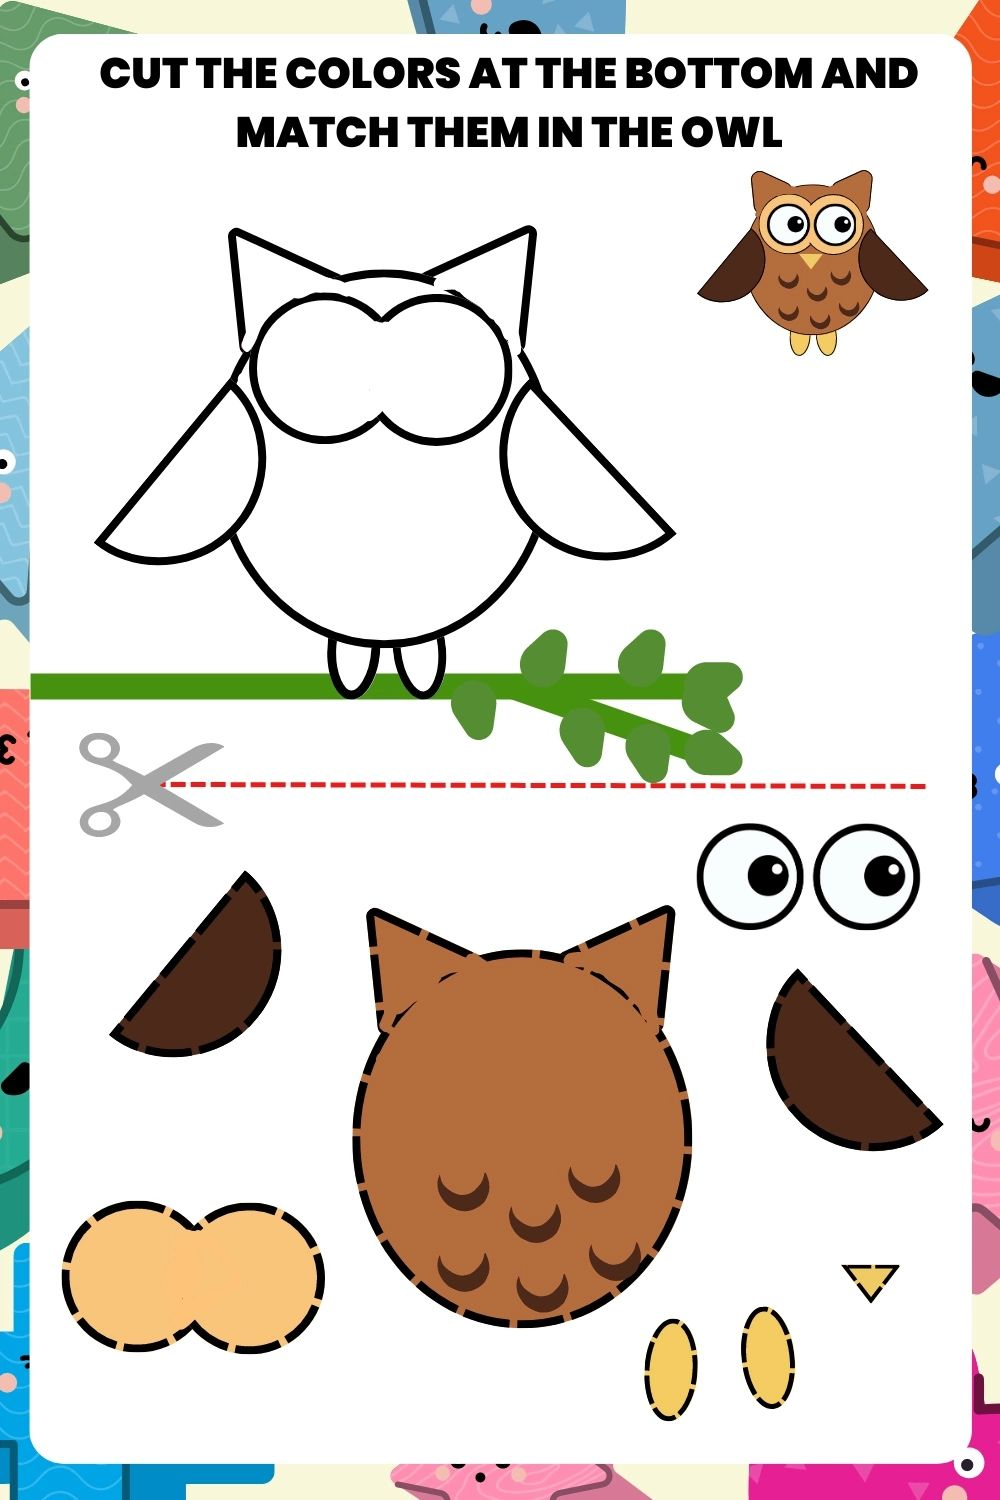 CUT THE COLORS AT THE BOTTOM AND
MATCH THEM IN THE OWL